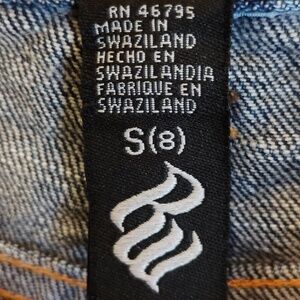 RN 46795
MADE IN
SWAZILAND
HECHO EN
SWAZILANDIA
FABRIQUE EN
SWAZILAND
S(8)